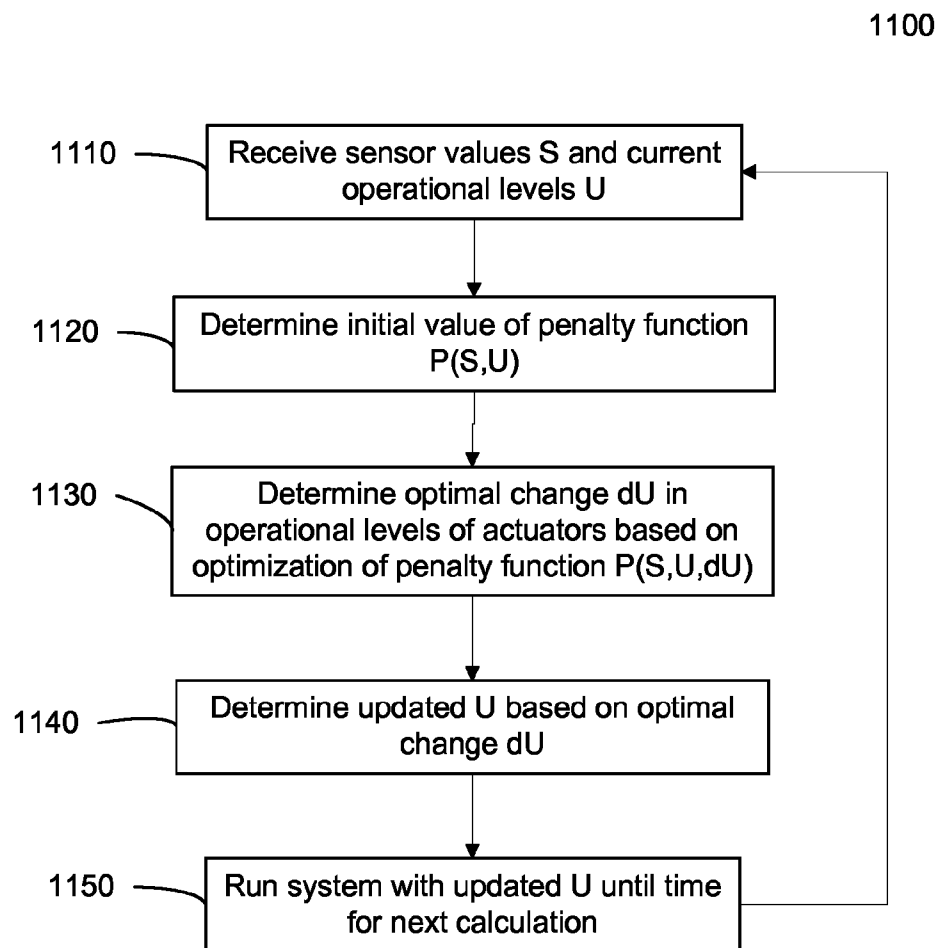 1100
1110
Receive sensor values S and current
operational levels U
1120
Determine initial value of penalty function
P(S,U)
1130
Determine optimal change dU in
operational levels of actuators based on
optimization of penalty function P(S,U,dU)
1140
Determine updated U based on optimal
change dU
1150
Run system with updated U until time
for next calculation